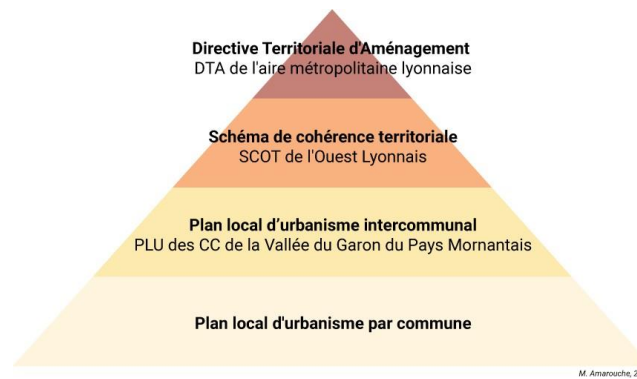 Directive Territoriale d'Aménagement
DTA de l'aire métropolitaine lyonnaise
Schéma de cohérence territoriale
SCOT de l'Ouest Lyonnais
Plan local d’urbanisme intercommunal
PLU des CC de la Vallée du Garon du Pays Mornantais
Plan local d'urbanisme par commune
M. Amarouche, 2